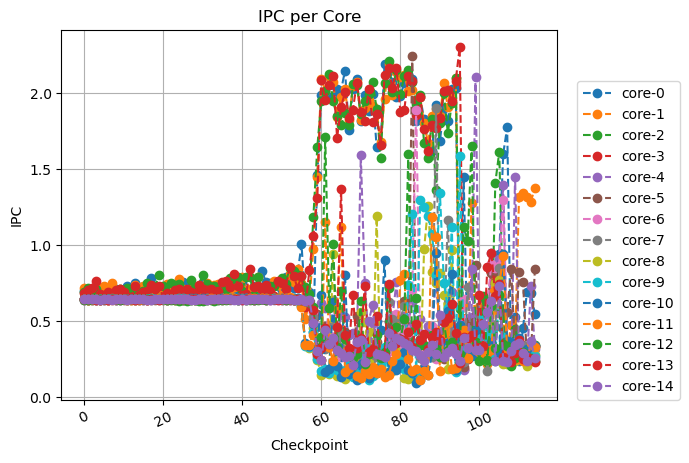 IPC per Core
IPC
2.0
1.5
1.0
0.5
0.0
0
20
40
60
80
100
Checkpoint
core-0
core-1
core-2
core-3
core-4
core-5
core-6
core-7
core-8
core-9
core-10
core-11
core-12
core-13
core-14